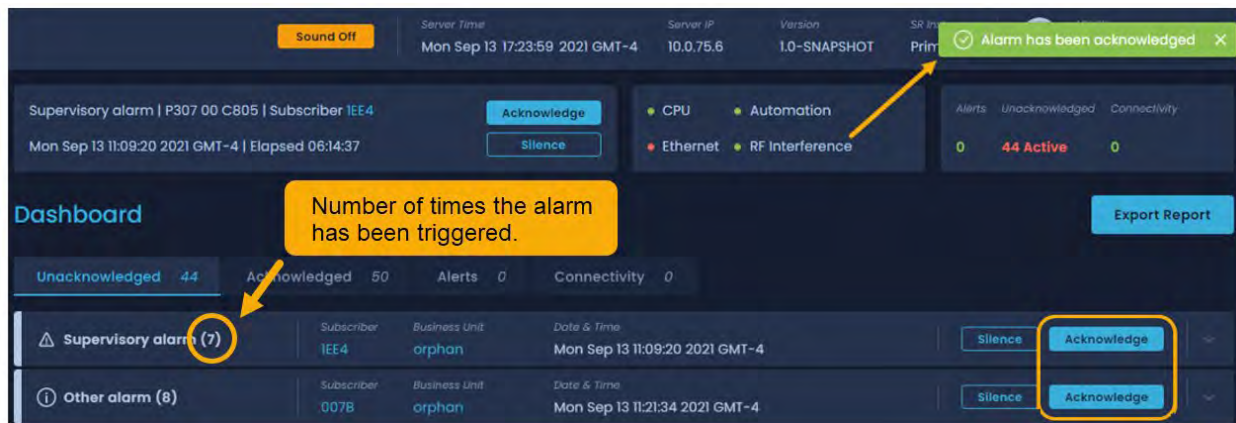 Sound Off
Server Time
Mon Sep 13 17:23:59 2021 GMT-4
Server IP
10.0.75.6
Version
1.0-SNAPSHOT
SR
Prim
Alarm has been acknowledged
Supervisory alarm | P307 00 C805 | Subscriber 1EE4
Mon Sep 13 11:09:20 2021 GMT-4 | Elapsed 06:14:37
Acknowledge
Silence
CPU
Automation
Ethernet
RF Interference
Alerts Unacknowledged Connectivity
0 44 Active 0
Dashboard
Number of times the alarm
has been triggered.
Export Report
Unacknowledged 44 Acknowledged 50 Alerts 0 Connectivity 0
Supervisory alarm (7)
Subscriber
1EE4
Business Unit
orphan
Date & Time
Mon Sep 13 11:09:20 2021 GMT-4
Silence
Acknowledge
Other alarm (8)
Subscriber
007B
Business Unit
orphan
Date & Time
Mon Sep 13 11:21:34 2021 GMT-4
Silence
Acknowledge